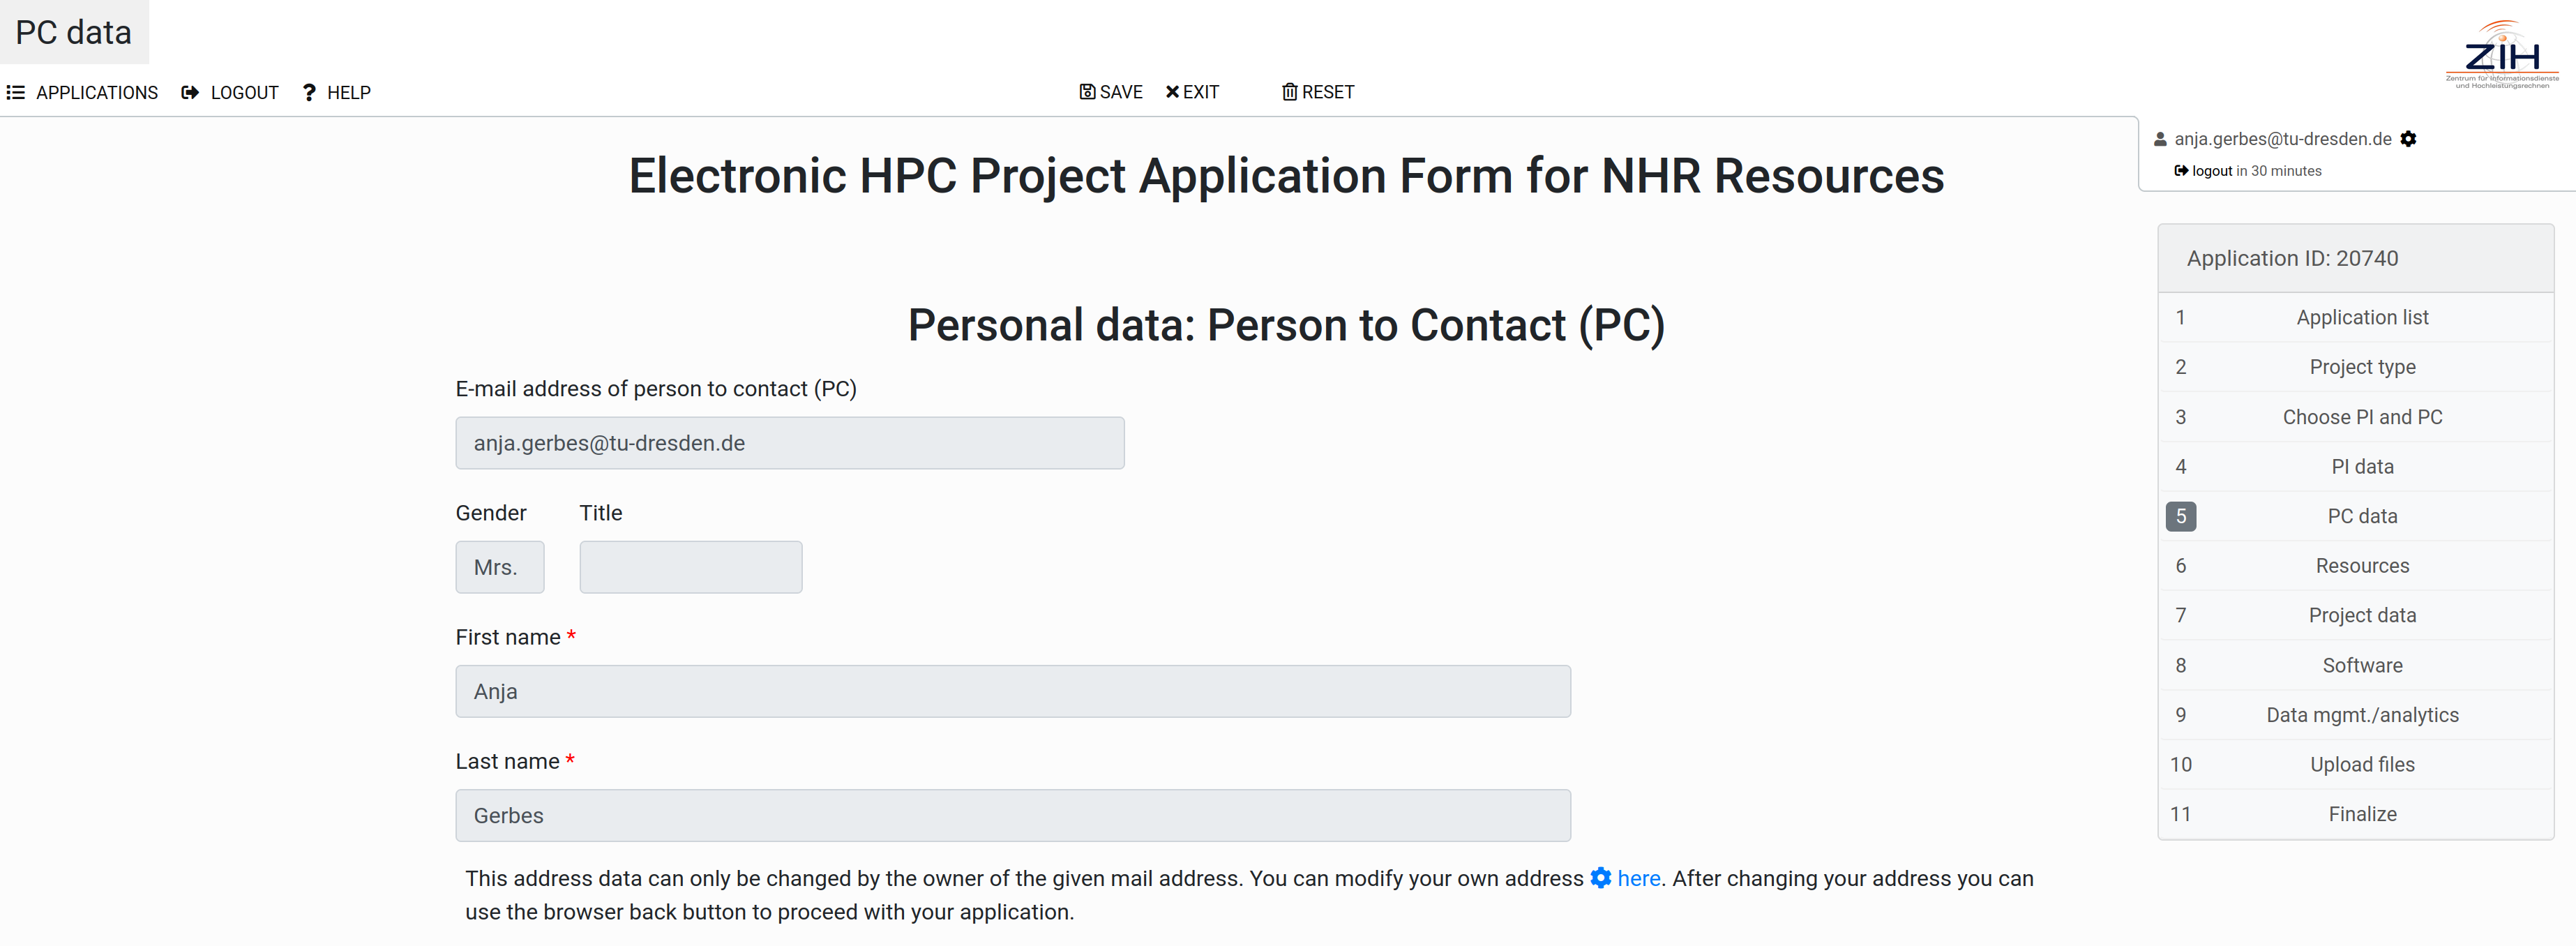 PC data
APPLICATIONS LOGOUT ? HELP SAVE EXIT RESET
ZIH
Zentrum für Informationsdienste
und Hochleistungsrechnen
anja.gerbes@tu-dresden.de
logout in 30 minutes
Electronic HPC Project Application Form for NHR Resources
Personal data: Person to Contact (PC)
E-mail address of person to contact (PC)
anja.gerbes@tu-dresden.de
Gender Title
Mrs.
First name *
Anja
Last name *
Gerbes
This address data can only be changed by the owner of the given mail address. You can modify your own address here. After changing your address you can
use the browser back button to proceed with your application.
Application ID: 20740
1 Application list
2 Project type
3 Choose PI and PC
4 PI data
5 PC data
6 Resources
7 Project data
8 Software
9 Data mgmt./analytics
10 Upload files
11 Finalize